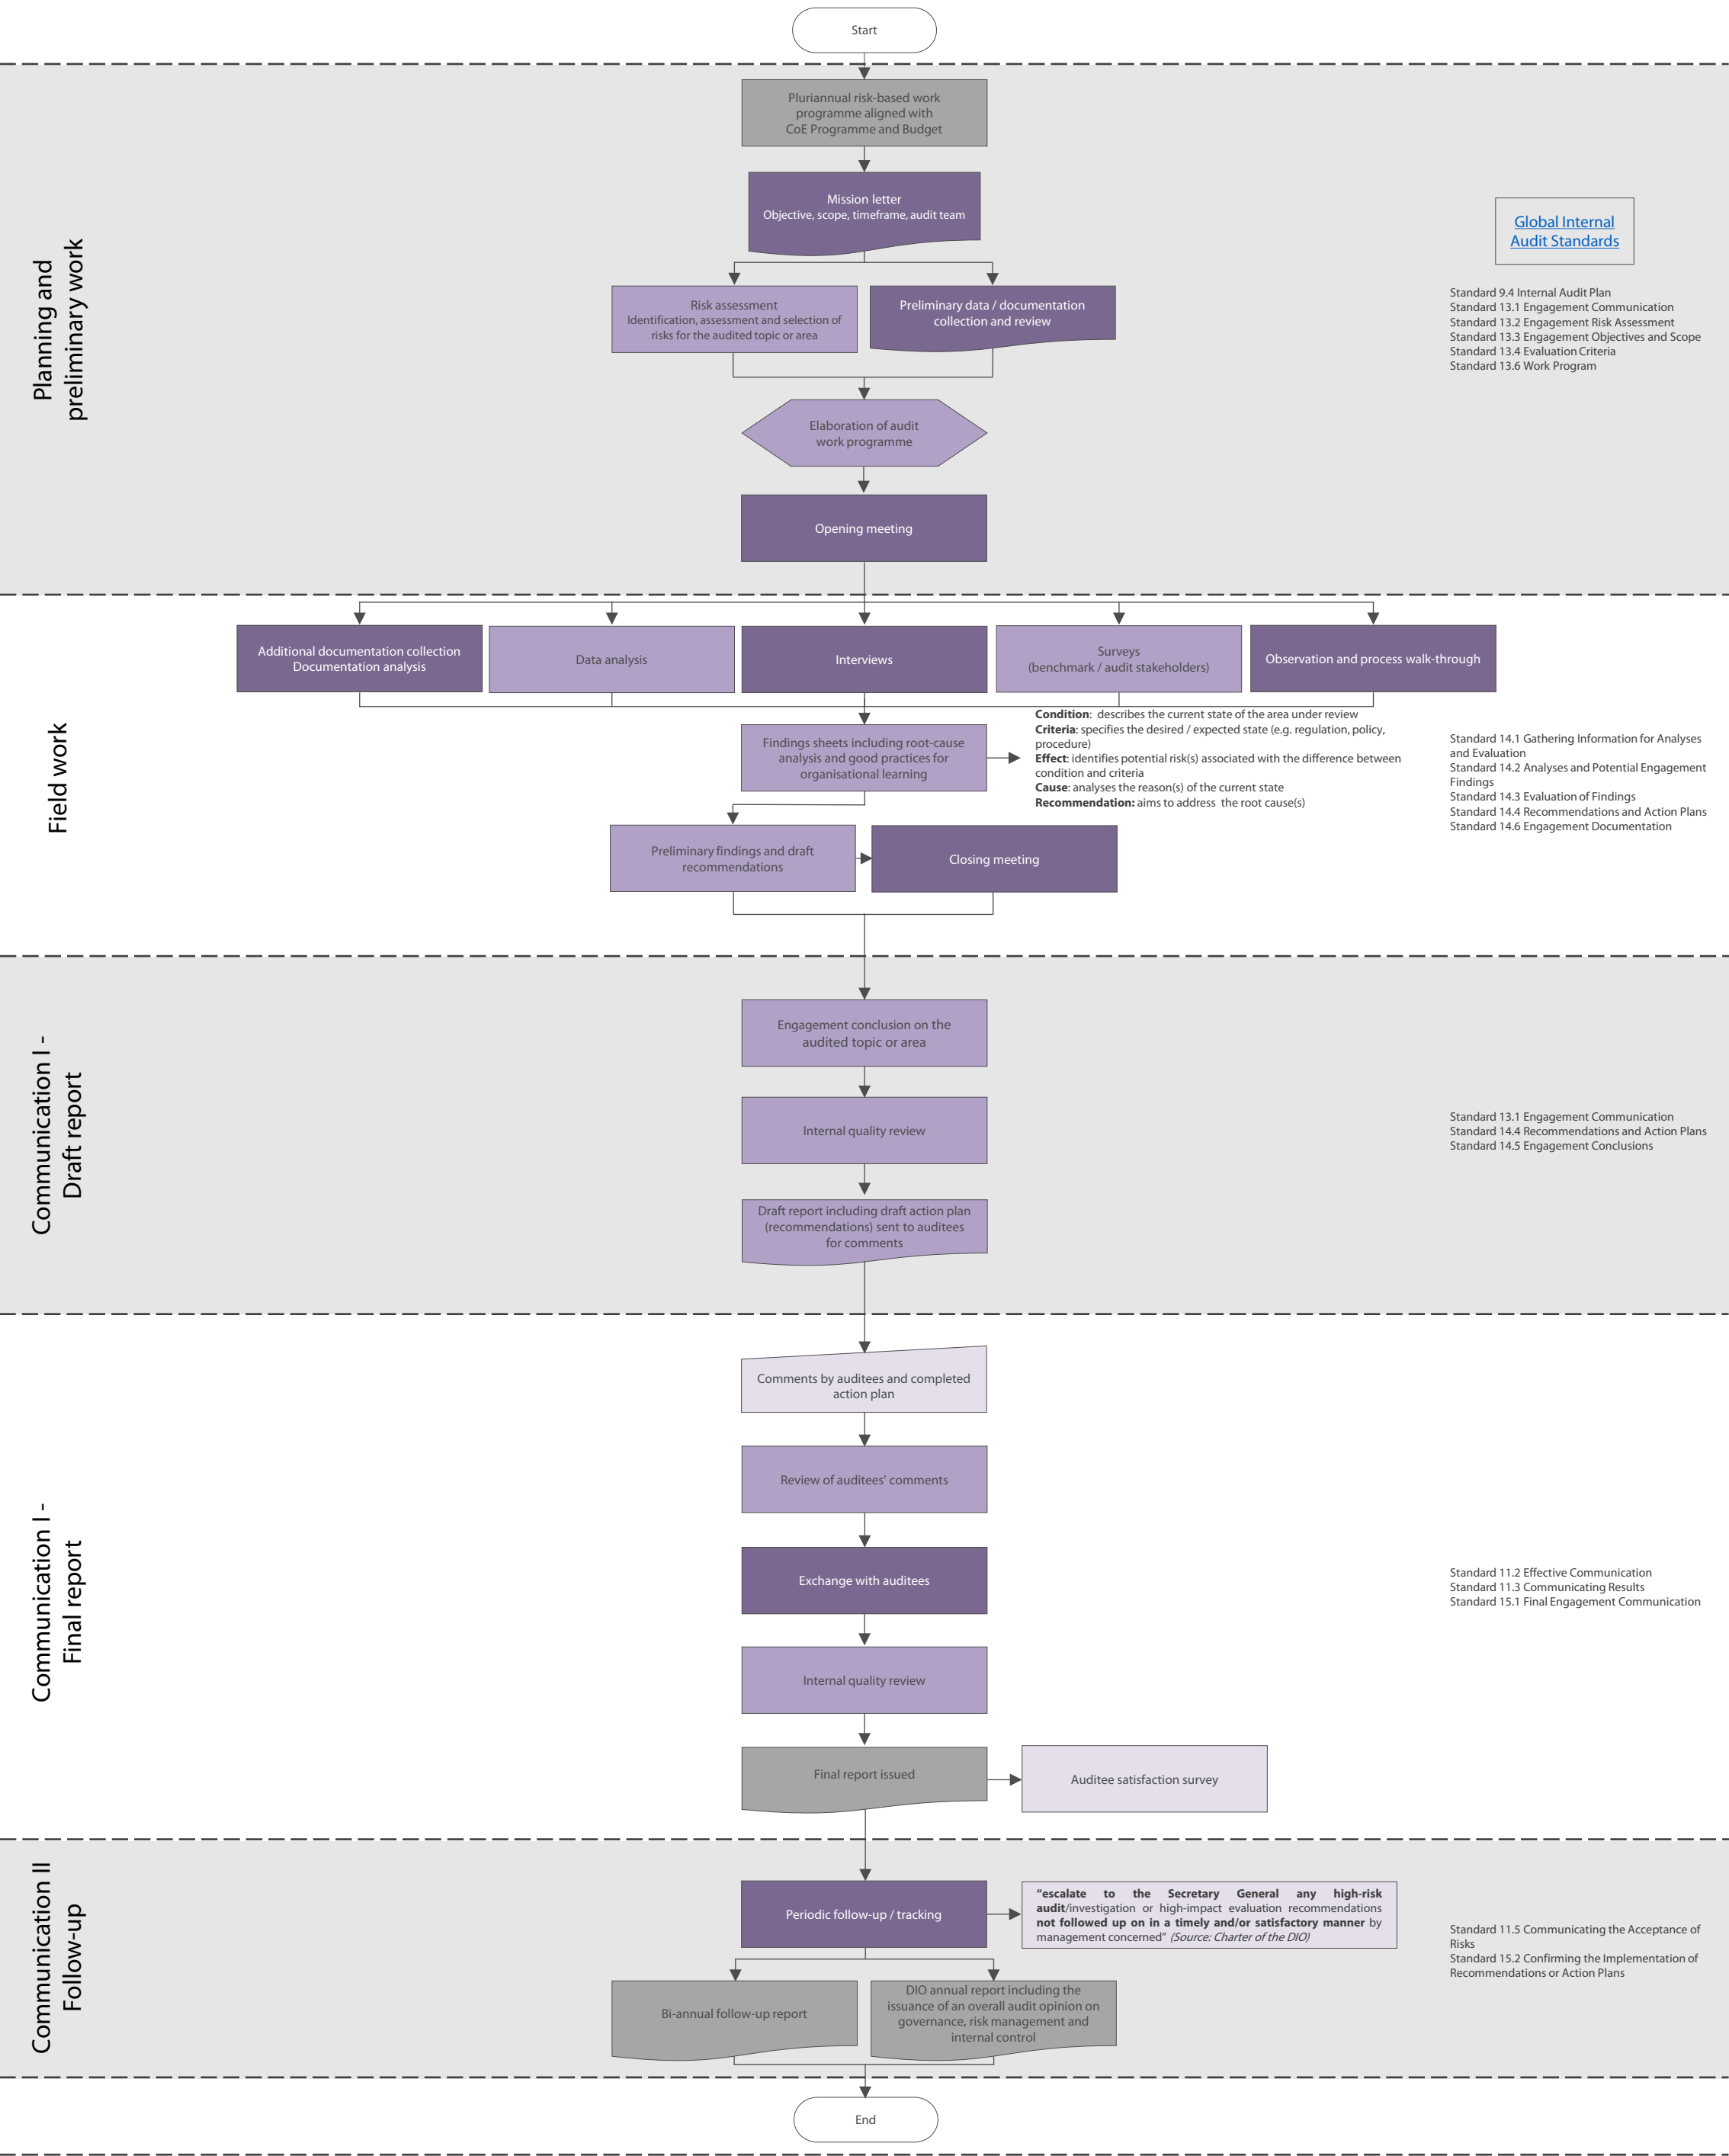 Start
Planning and
preliminary work
Pluriannual risk-based work
programme aligned with
CoE Programme and Budget
Mission letter
Objective, scope, timeframe, audit team
Global Internal
Audit Standards
Risk assessment
Identification, assessment and selection of
risks for the audited topic or area
Preliminary data / documentation
collection and review
Standard 9.4 Internal Audit Plan
Standard 13.1 Engagement Communication
Standard 13.2 Engagement Risk Assessment
Standard 13.3 Engagement Objectives and Scope
Standard 13.4 Evaluation Criteria
Standard 13.6 Work Program
Elaboration of audit
work programme
Opening meeting
Field work
Additional documentation collection
Documentation analysis
Data analysis
Interviews
Surveys
(benchmark / audit stakeholders)
Observation and process walk-through
Findings sheets including root-cause
analysis and good practices for
organisational learning
Condition: describes the current state of the area under review
Criteria: specifies the desired / expected state (e.g. regulation, policy,
procedure)
Effect: identifies potential risk(s) associated with the difference between
condition and criteria
Cause: analyses the reason(s) of the current state
Recommendation: aims to address the root cause(s)
Standard 14.1 Gathering Information for Analyses
and Evaluation
Standard 14.2 Analyses and Potential Engagement
Findings
Standard 14.3 Evaluation of Findings
Standard 14.4 Recommendations and Action Plans
Standard 14.6 Engagement Documentation
Preliminary findings and draft
recommendations
Closing meeting
Communication I -
Draft report
Engagement conclusion on the
audited topic or area
Internal quality review
Draft report including draft action plan
(recommendations) sent to auditees
for comments
Standard 13.1 Engagement Communication
Standard 14.4 Recommendations and Action Plans
Standard 14.5 Engagement Conclusions
Communication I -
Final report
Comments by auditees and completed
action plan
Review of auditees’ comments
Exchange with auditees
Internal quality review
Standard 11.2 Effective Communication
Standard 11.3 Communicating Results
Standard 15.1 Final Engagement Communication
Final report issued
Auditee satisfaction survey
Communication II
Follow-up
Periodic follow-up / tracking
“escalate to the Secretary General any high-risk
audit/investigation or high-impact evaluation recommendations
not followed up on in a timely and/or satisfactory manner by
management concerned” (Source: Charter of the DIO)
Standard 11.5 Communicating the Acceptance of
Risks
Standard 15.2 Confirming the Implementation of
Recommendations or Action Plans
Bi-annual follow-up report
DIO annual report including the
issuance of an overall audit opinion on
governance, risk management and
internal control
End